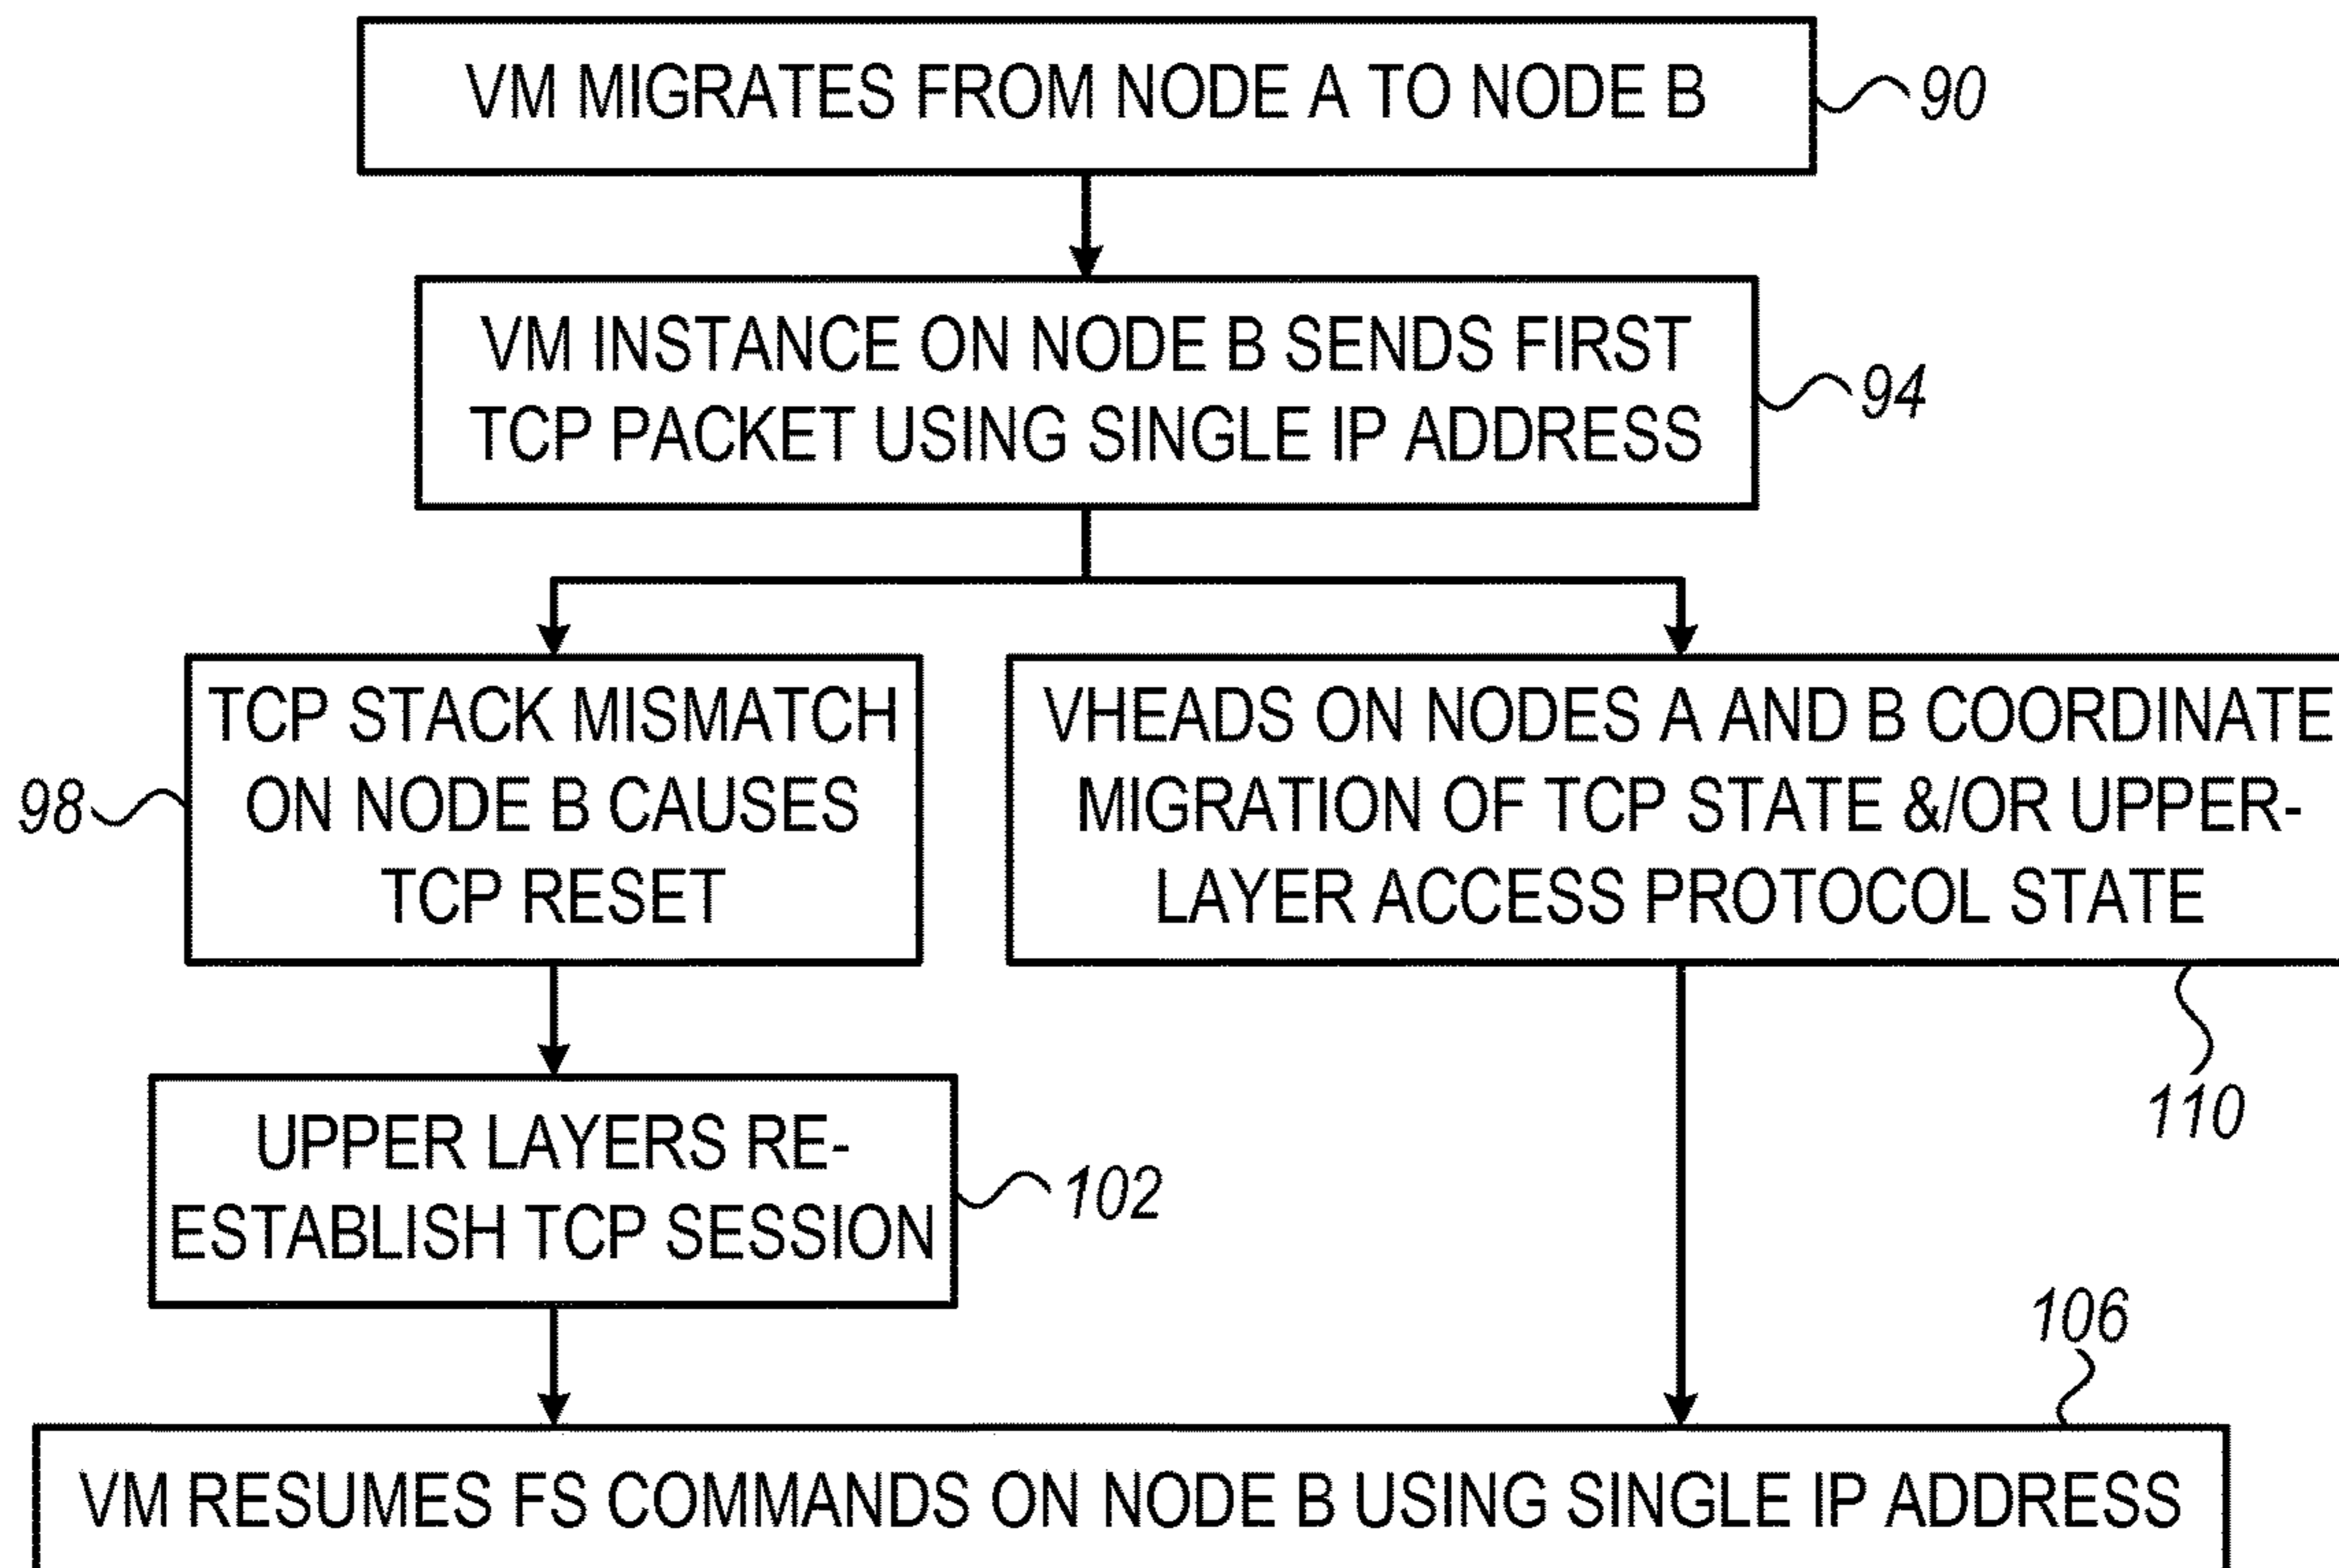 VM MIGRATES FROM NODE A TO NODE B
90
VM INSTANCE ON NODE B SENDS FIRST
TCP PACKET USING SINGLE IP ADDRESS
94
TCP STACK MISMATCH
ON NODE B CAUSES
TCP RESET
98
VHEADS ON NODES A AND B COORDINATE
MIGRATION OF TCP STATE &/OR UPPER-
LAYER ACCESS PROTOCOL STATE
110
UPPER LAYERS RE-
ESTABLISH TCP SESSION
102
106
VM RESUMES FS COMMANDS ON NODE B USING SINGLE IP ADDRESS